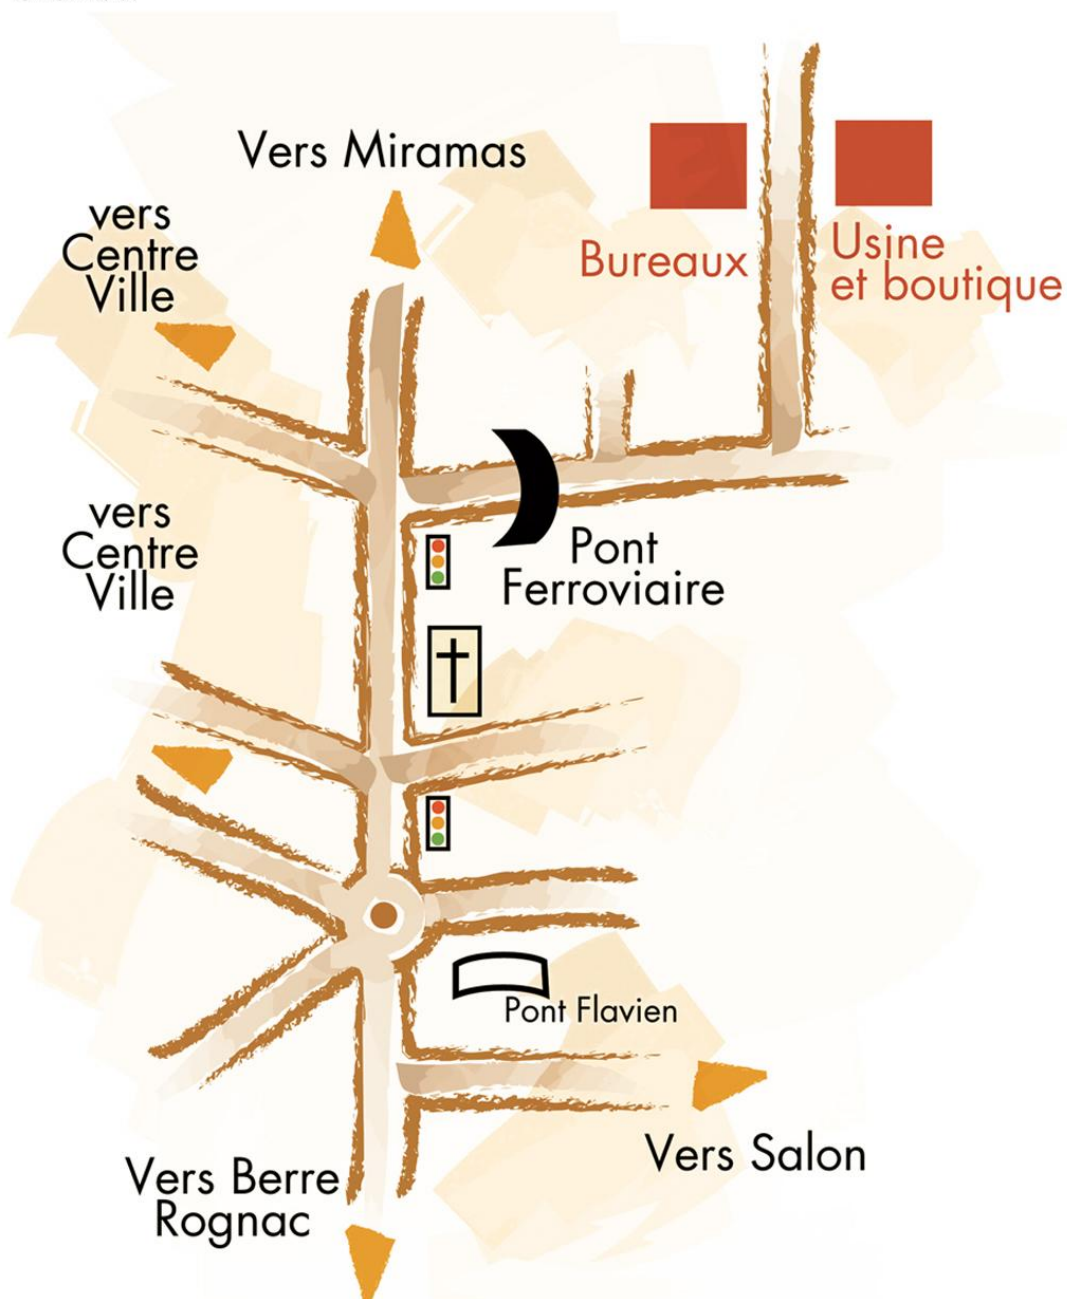 Vers Miramas
vers
Centre
Ville
Bureaux
Usine
et boutique
vers
Centre
Ville
Pont
Ferroviaire
Pont Flavien
Vers Salon
Vers Berre
Rognac